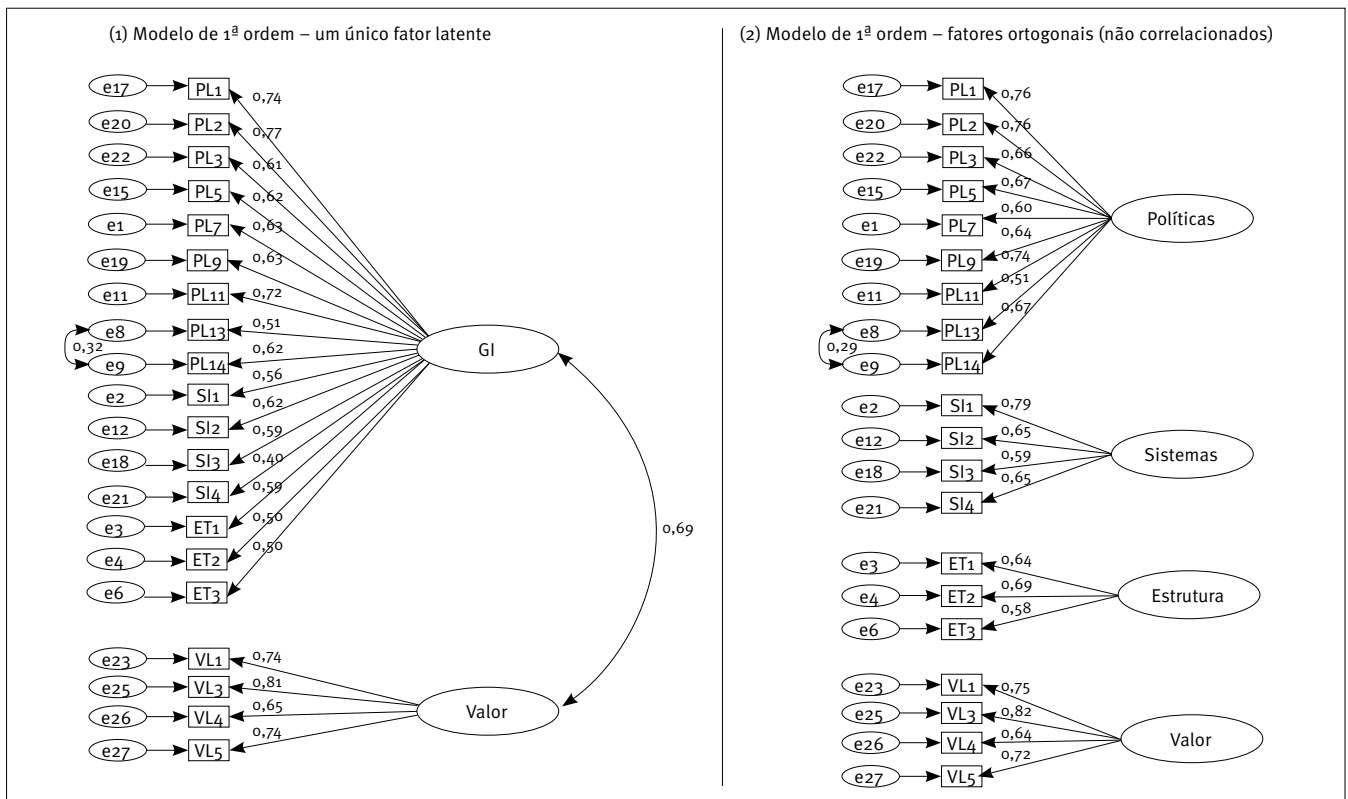 (1) Modelo de 1ª ordem – um único fator latente
e17 PL1 0,74
e20 PL2 0,77
e22 PL3 0,61
e15 PL5 0,62
e1 PL7 0,63
e19 PL9 0,63
e11 PL11 0,72
e8 PL13 0,51
0,32
e9 PL14 0,62
e2 SI1 0,56
e12 SI2 0,62
e18 SI3 0,59
e21 SI4 0,40
e3 ET1 0,59
e4 ET2 0,50
e6 ET3 0,50
GI
0,69
e23 VL1 0,74
e25 VL3 0,81
e26 VL4 0,65
e27 VL5 0,74
Valor
(2) Modelo de 1ª ordem – fatores ortogonais (não correlacionados)
e17 PL1 0,76
e20 PL2 0,76
e22 PL3 0,66
e15 PL5 0,67
e1 PL7 0,60
e19 PL9 0,64
e11 PL11 0,74
e8 PL13 0,51
0,29
e9 PL14 0,67
Políticas
e2 SI1 0,79
e12 SI2 0,65
e18 SI3 0,59
e21 SI4 0,65
Sistemas
e3 ET1 0,64
e4 ET2 0,69
e6 ET3 0,58
Estrutura
e23 VL1 0,75
e25 VL3 0,82
e26 VL4 0,64
e27 VL5 0,72
Valor